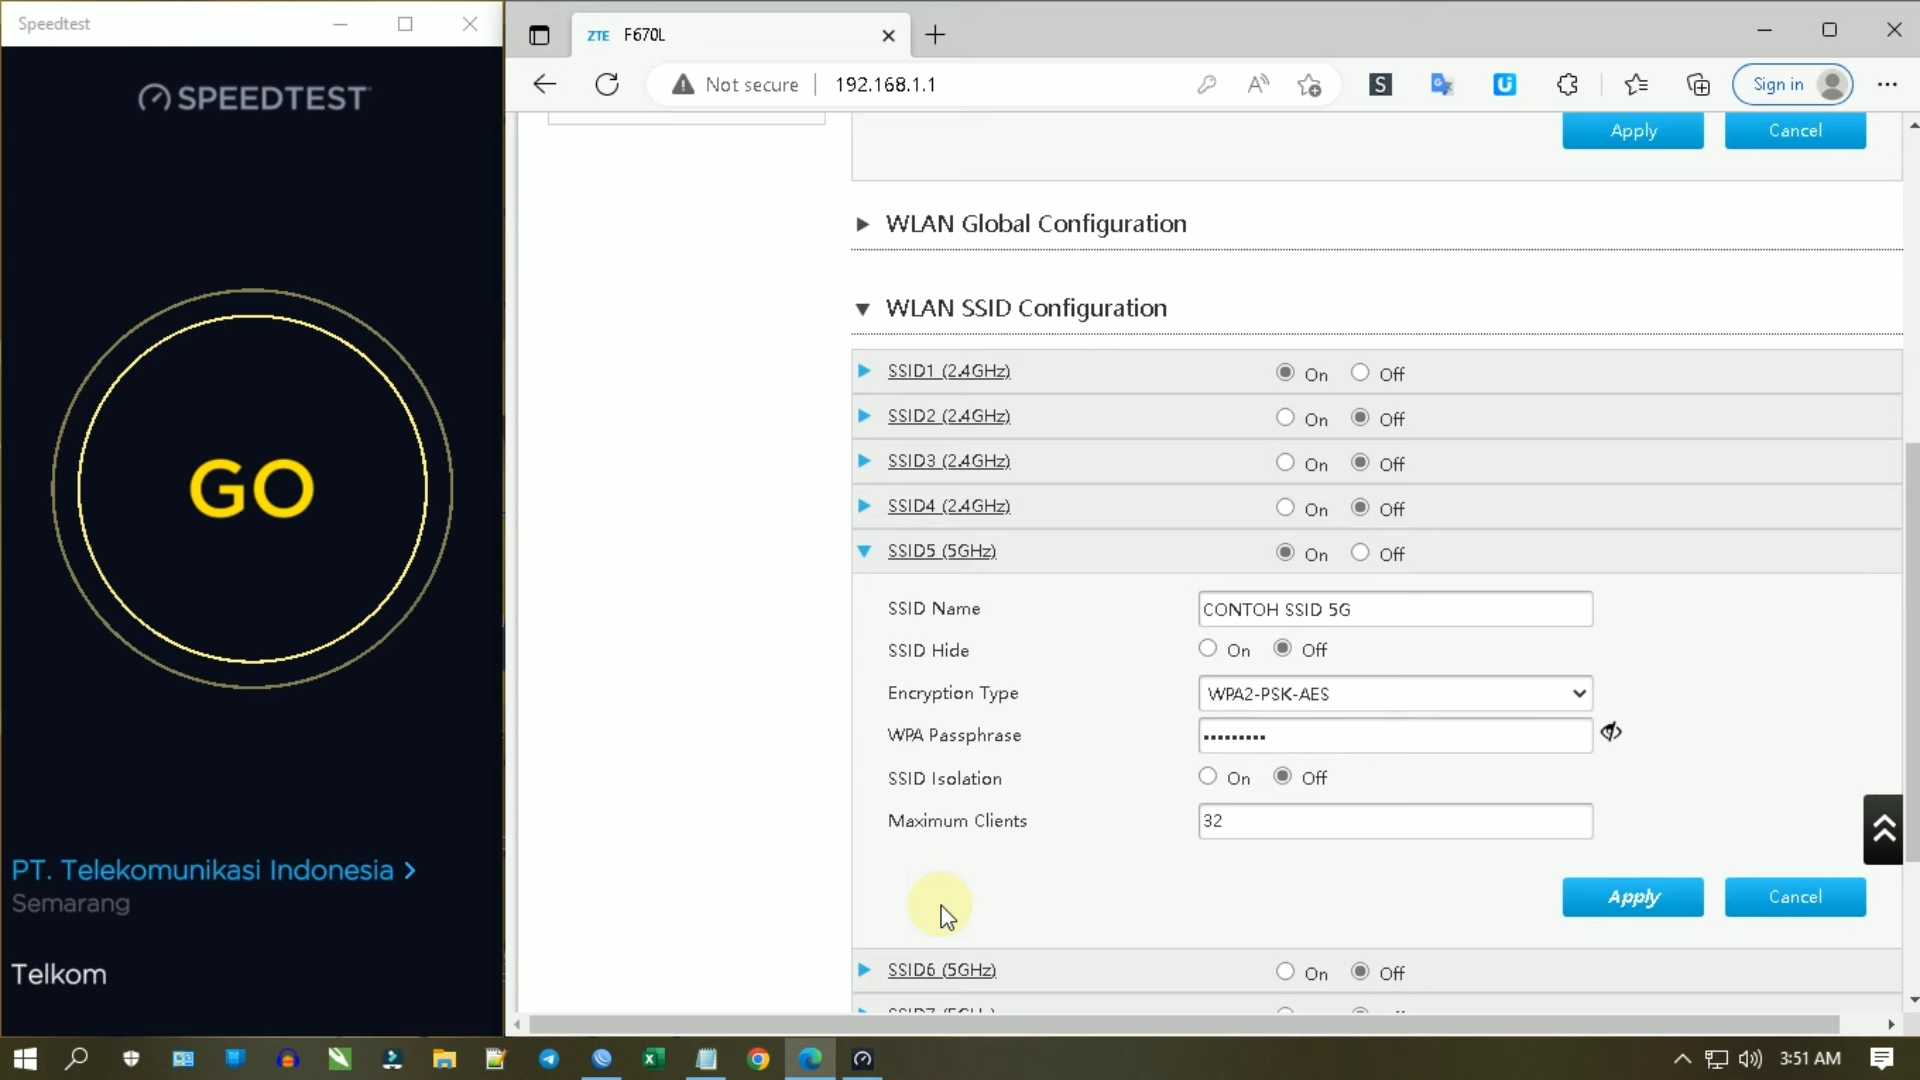 Speedtest
SPEEDTEST
GO
PT. Telekomunikasi Indonesia
Semarang
Telkom
ZTE F670L
Not secure 192.168.1.1
Sign in
Apply Cancel
WLAN Global Configuration
WLAN SSID Configuration
SSID1 (2.4GHz) On Off
SSID2 (2.4GHz) On Off
SSID3 (2.4GHz) On Off
SSID4 (2.4GHz) On Off
SSID5 (5GHz) On Off
SSID Name CONTOH SSID 5G
SSID Hide On Off
Encryption Type WPA2-PSK-AES
WPA Passphrase •••••••••
SSID Isolation On Off
Maximum Clients 32
Apply Cancel
SSID6 (5GHz) On Off
3:51 AM